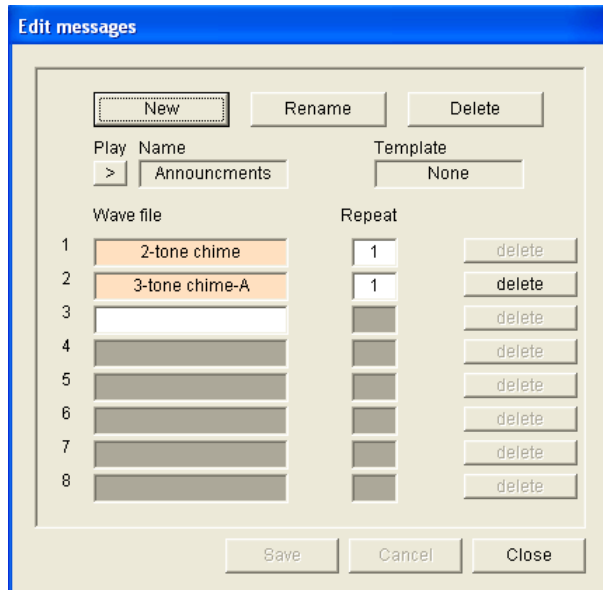 Edit messages
New Rename Delete
Play Name Template
> Announcments None
Wave file Repeat
1 2-tone chime 1 delete
2 3-tone chime-A 1 delete
3 delete
4 delete
5 delete
6 delete
7 delete
8 delete
Save Cancel Close